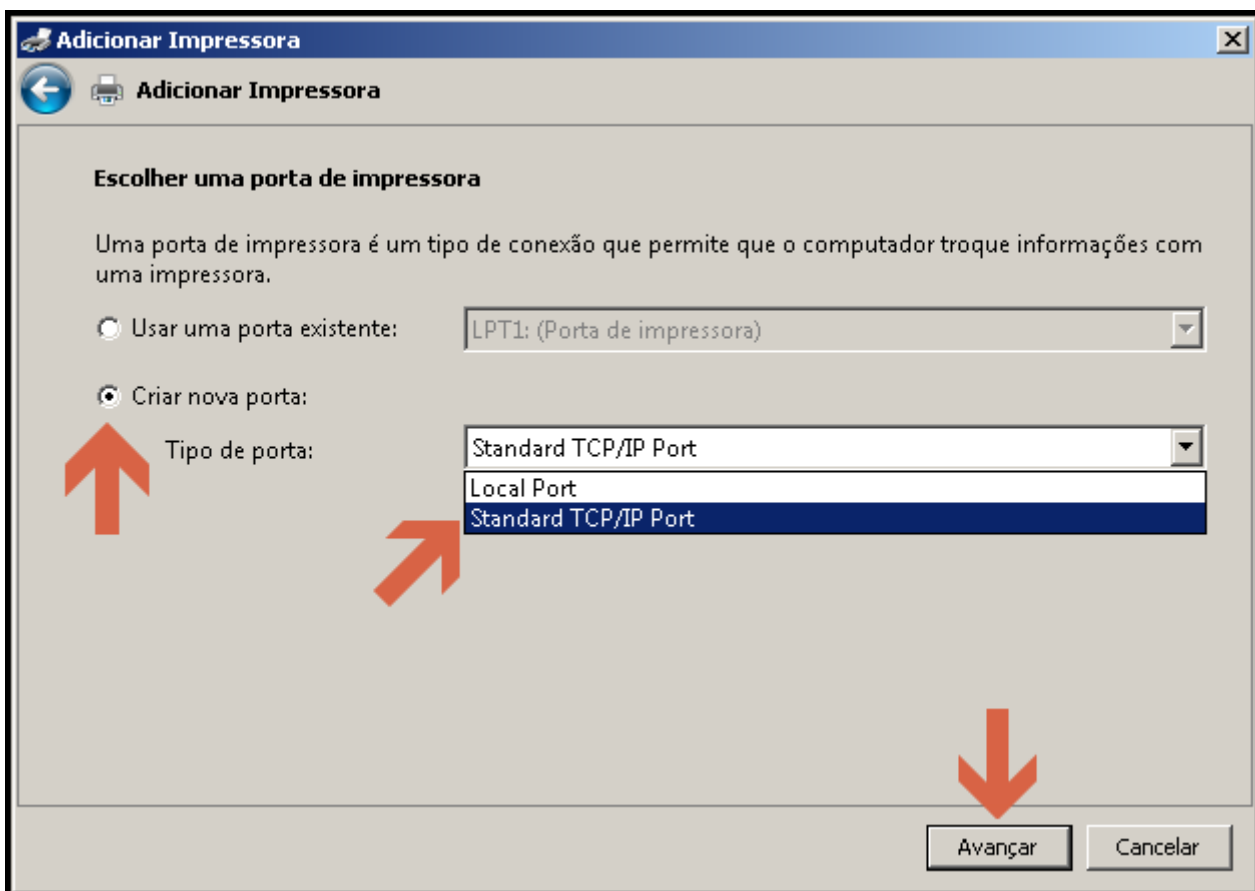 Adicionar Impressora
Adicionar Impressora
Escolher uma porta de impressora
Uma porta de impressora é um tipo de conexão que permite que o computador troque informações com
uma impressora.
Usar uma porta existente: LPT1: (Porta de impressora)
Criar nova porta:
Tipo de porta: Standard TCP/IP Port
Local Port
Standard TCP/IP Port
Avançar Cancelar